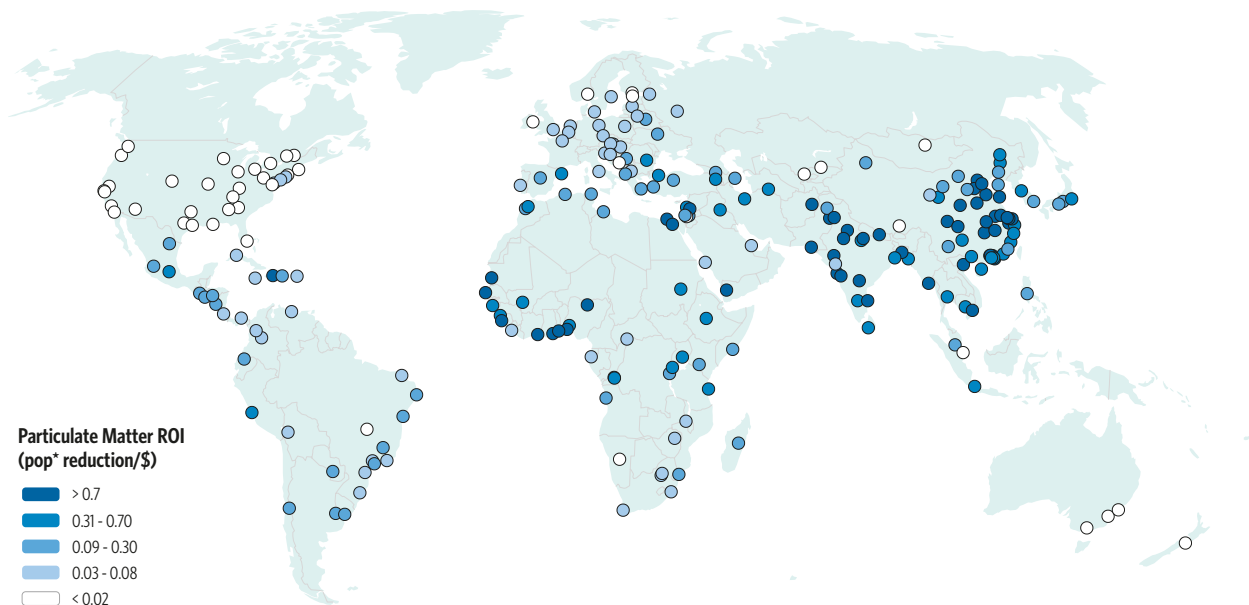 Particulate Matter ROI
(pop* reduction/$)
> 0.7
0.31 - 0.70
0.09 - 0.30
0.03 - 0.08
< 0.02